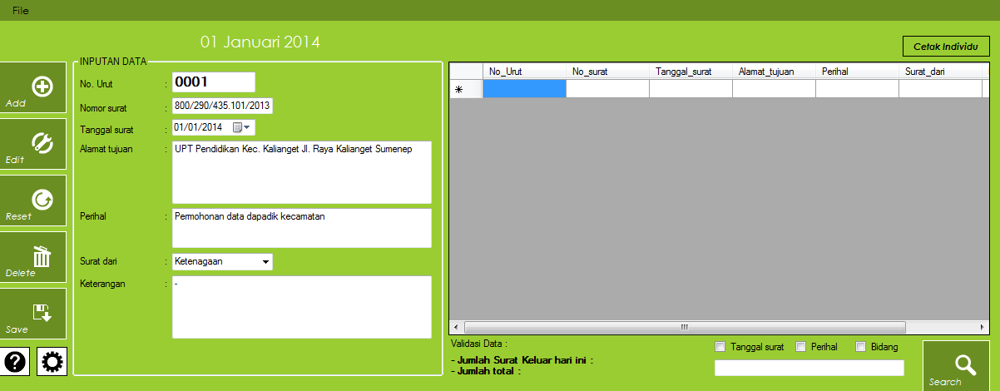 File
01 Januari 2014
Cetak Individu
Add
Edit
Reset
Delete
Save
INPUTAN DATA
No. Urut : 0001
Nomor surat : 800/290/435.101/2013
Tanggal surat : 01/01/2014
Alamat tujuan : UPT Pendidikan Kec. Kalianget Jl. Raya Kalianget Sumenep
Perihal : Permohonan data dapadik kecamatan
Surat dari : Ketenagaan
Keterangan : -
No_Urut No_surat Tanggal_surat Alamat_tujuan Perihal Surat_dari
Validasi Data :
- Jumlah Surat Keluar hari ini :
- Jumlah total :
Tanggal surat Perihal Bidang
Search